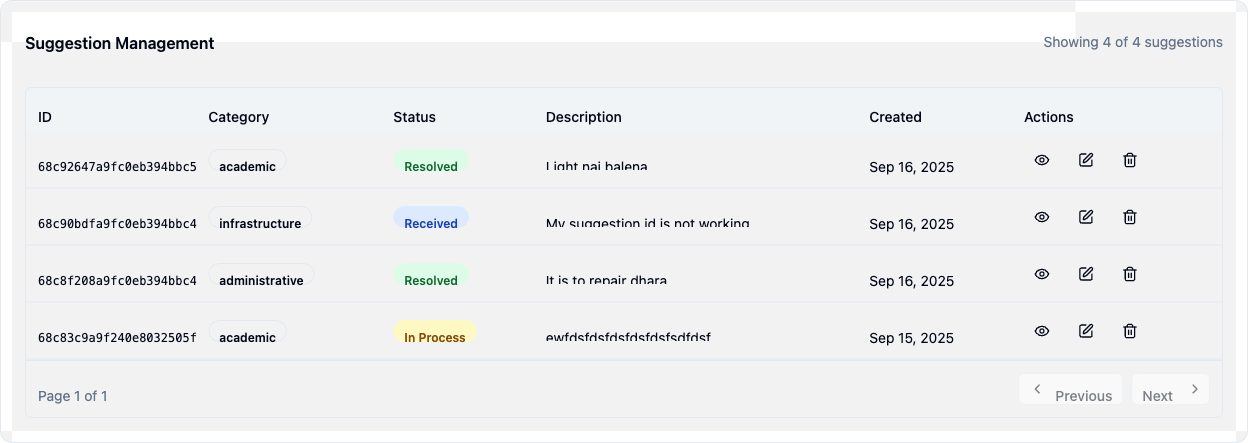 Suggestion Management
Showing 4 of 4 suggestions
ID Category Status Description Created Actions
68c92647a9fc0eb394bbc5 academic Resolved Light nai balena Sep 16, 2025
68c90bdfa9fc0eb394bbc4 infrastructure Received My suggestion id is not working Sep 16, 2025
68c8f208a9fc0eb394bbc4 administrative Resolved It is to repair dhara Sep 16, 2025
68c83c9a9f240e8032505f academic In Process ewfdsfdsfdsfdsfdsfsdfdsf Sep 15, 2025
Page 1 of 1 Previous Next